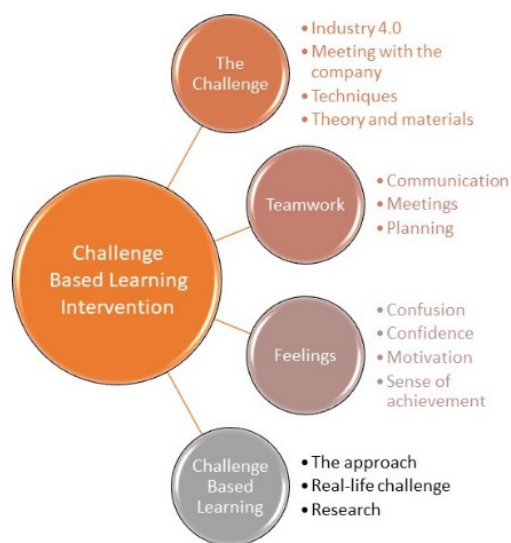 The
Challenge
• Industry 4.0
• Meeting with the
company
• Techniques
• Theory and materials
Teamwork
• Communication
• Meetings
• Planning
Challenge
Based Learning
Intervention
Feelings
• Confusion
• Confidence
• Motivation
• Sense of
achievement
Challenge
Based
Learning
• The approach
• Real-life challenge
• Research